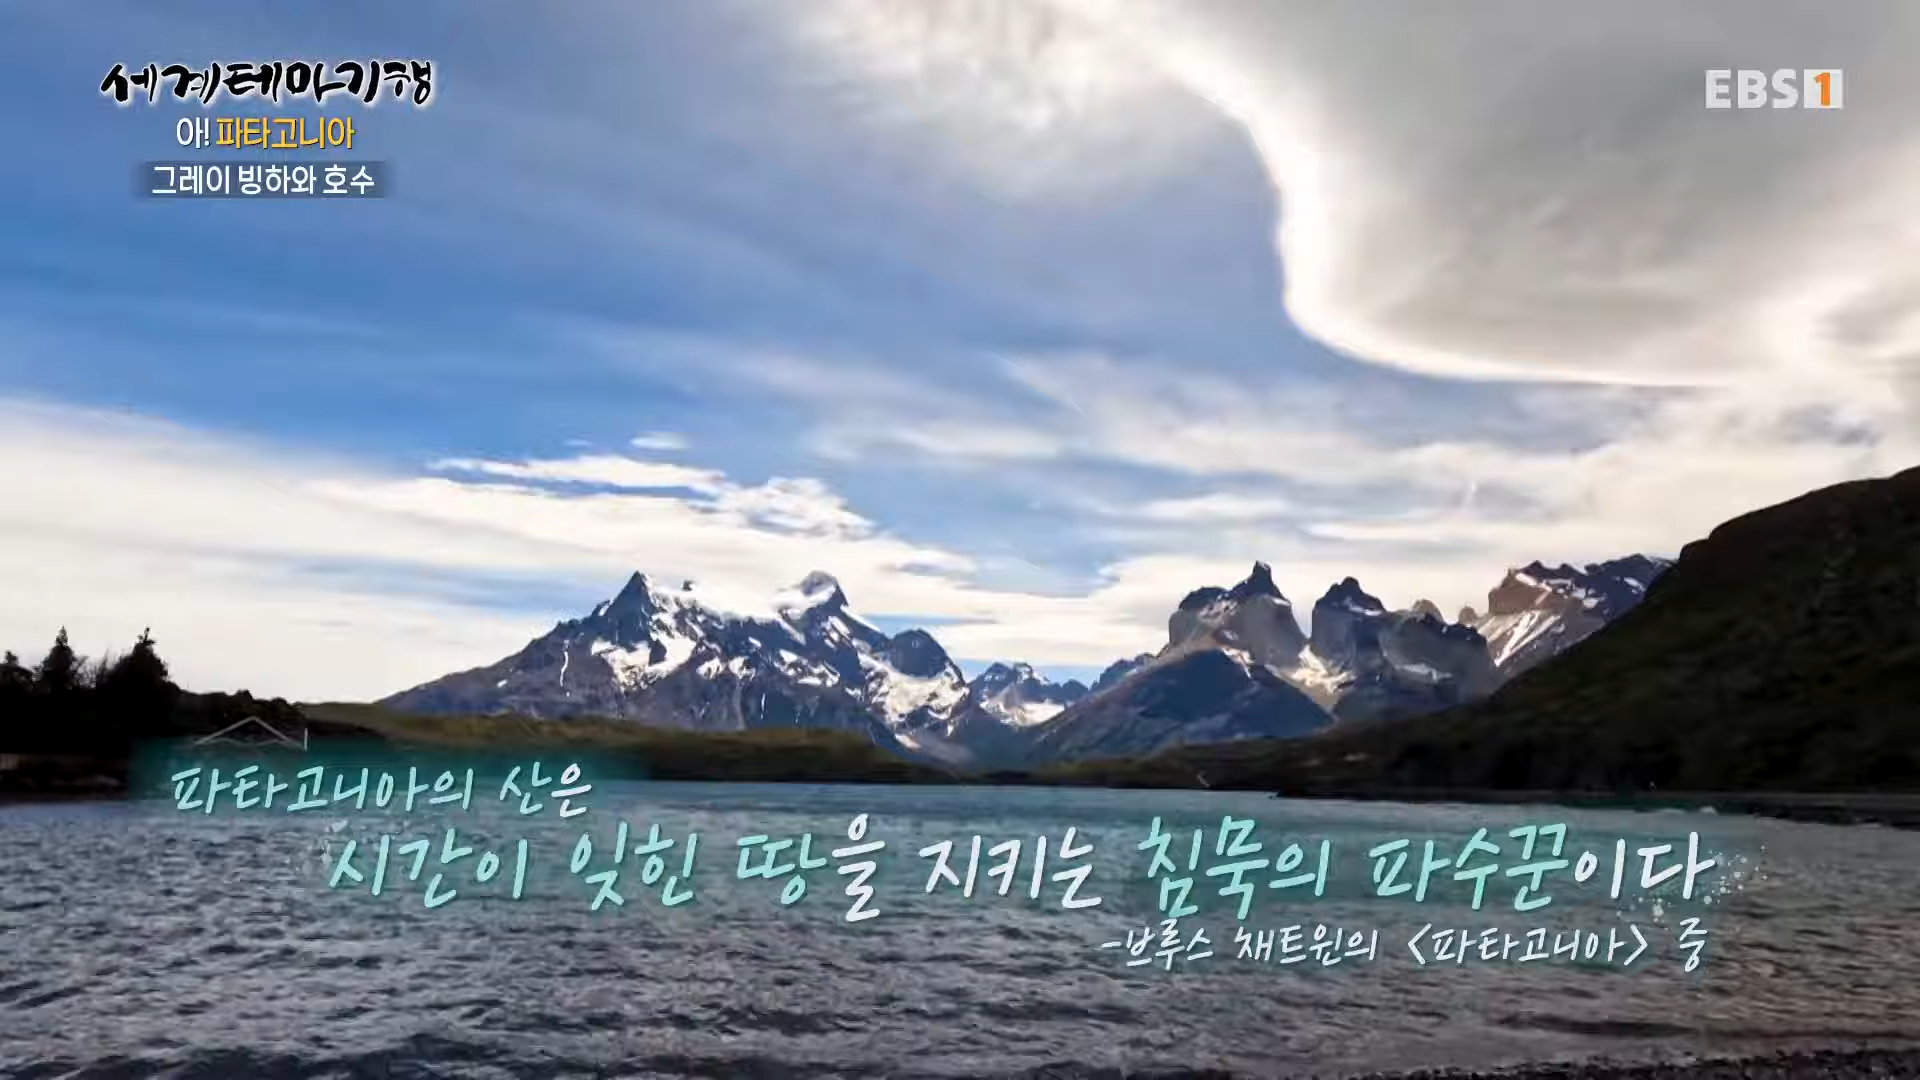 세계테마기행
아! 파타고니아
그레이 빙하와 호수
EBS1
파타고니아의 산은
시간이 잊힌 땅을 지키는 침묵의 파수꾼이다
-브루스 채트윈의 <파타고니아> 중